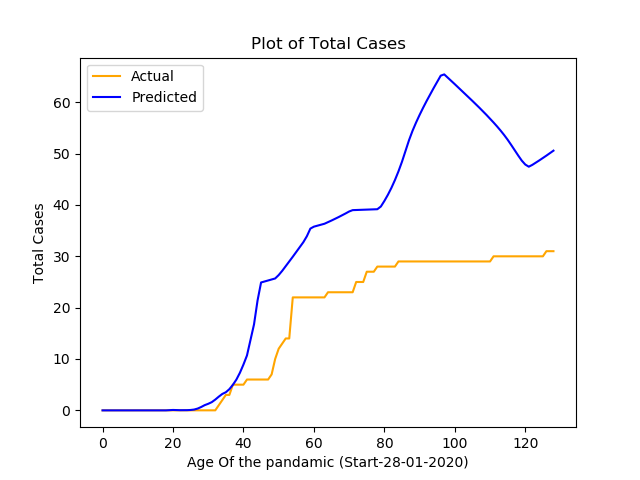 Plot of Total Cases
Actual
Predicted
60
50
40
30
20
10
0
Total Cases
0 20 40 60 80 100 120
Age Of the pandamic (Start-28-01-2020)